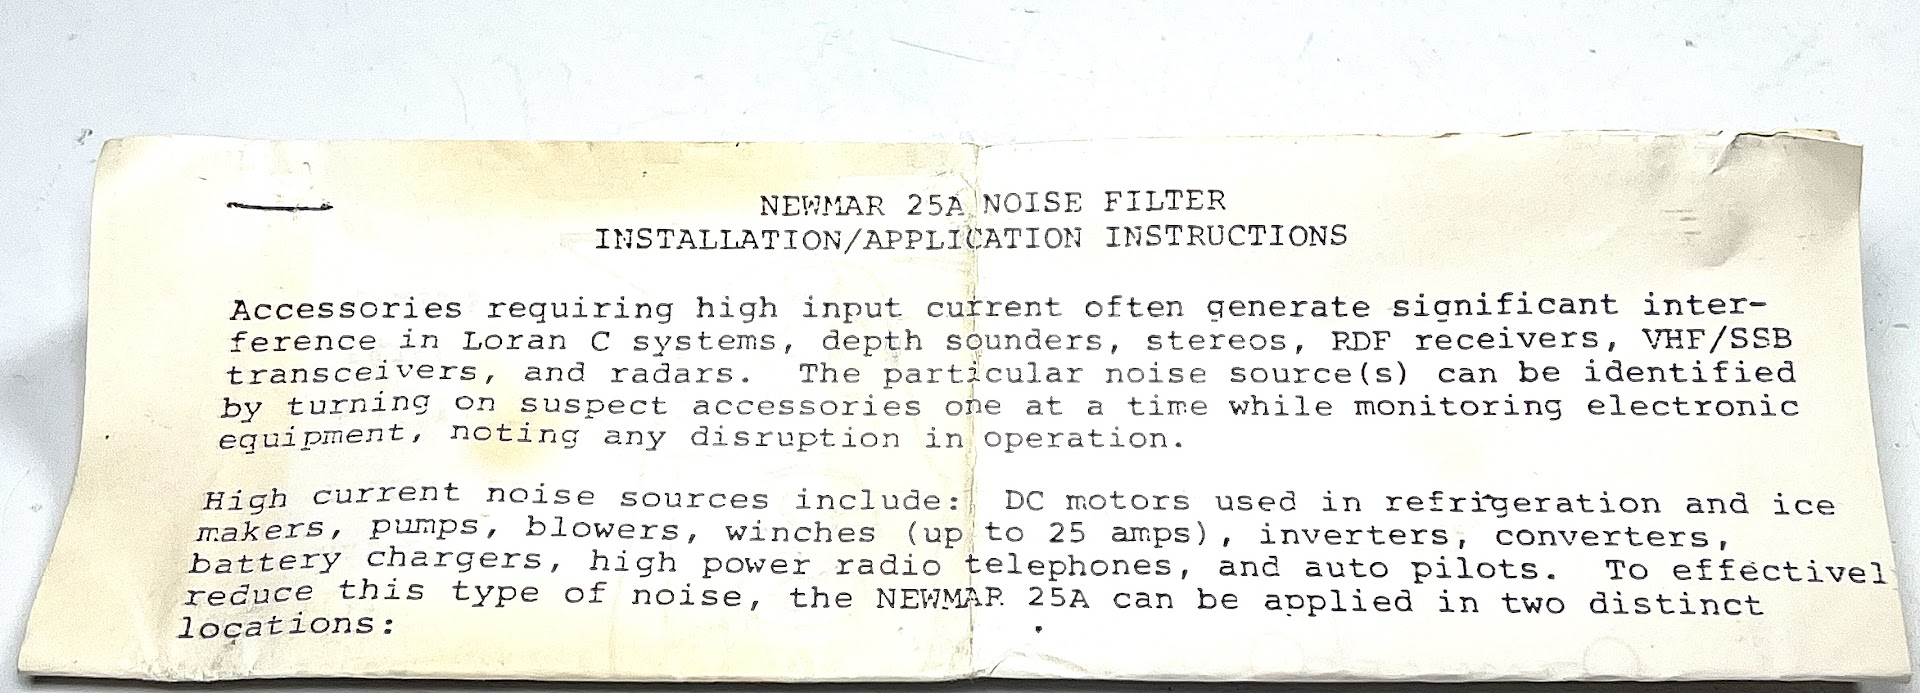 NEWMAR 25A NOISE FILTER
INSTALLATION/APPLICATION INSTRUCTIONS
Accessories requiring high input current often generate significant inter-
ference in Loran C systems, depth sounders, stereos, RDF receivers, VHF/SSB
transceivers, and radars. The particular noise source(s) can be identified
by turning on suspect accessories one at a time while monitoring electronic
equipment, noting any disruption in operation.
High current noise sources include: DC motors used in refrigeration and ice
makers, pumps, blowers, winches (up to 25 amps), inverters, converters,
battery chargers, high power radio telephones, and auto pilots. To effectivel
reduce this type of noise, the NEWMAR 25A can be applied in two distinct
locations: